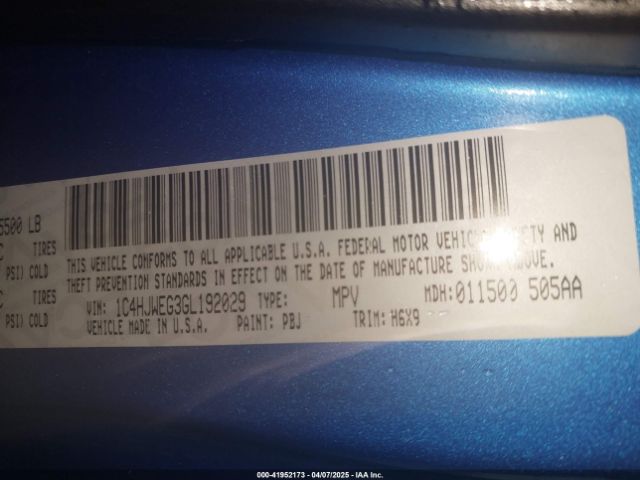 5500 LB
C TIRES
PSI) COLD
C TIRES
PSI) COLD
THIS VEHICLE CONFORMS TO ALL APPLICABLE U.S.A. FEDERAL MOTOR VEHICLE SAFETY AND
THEFT PREVENTION STANDARDS IN EFFECT ON THE DATE OF MANUFACTURE SHOWN ABOVE.
VIN: 1C4HJWEG3GL192029 TYPE: MPV MDH: 011500 505AA
VEHICLE MADE IN U.S.A. PAINT: PBJ TRIM: H6X9
000-41952173 - 04/07/2025 - IAA Inc.